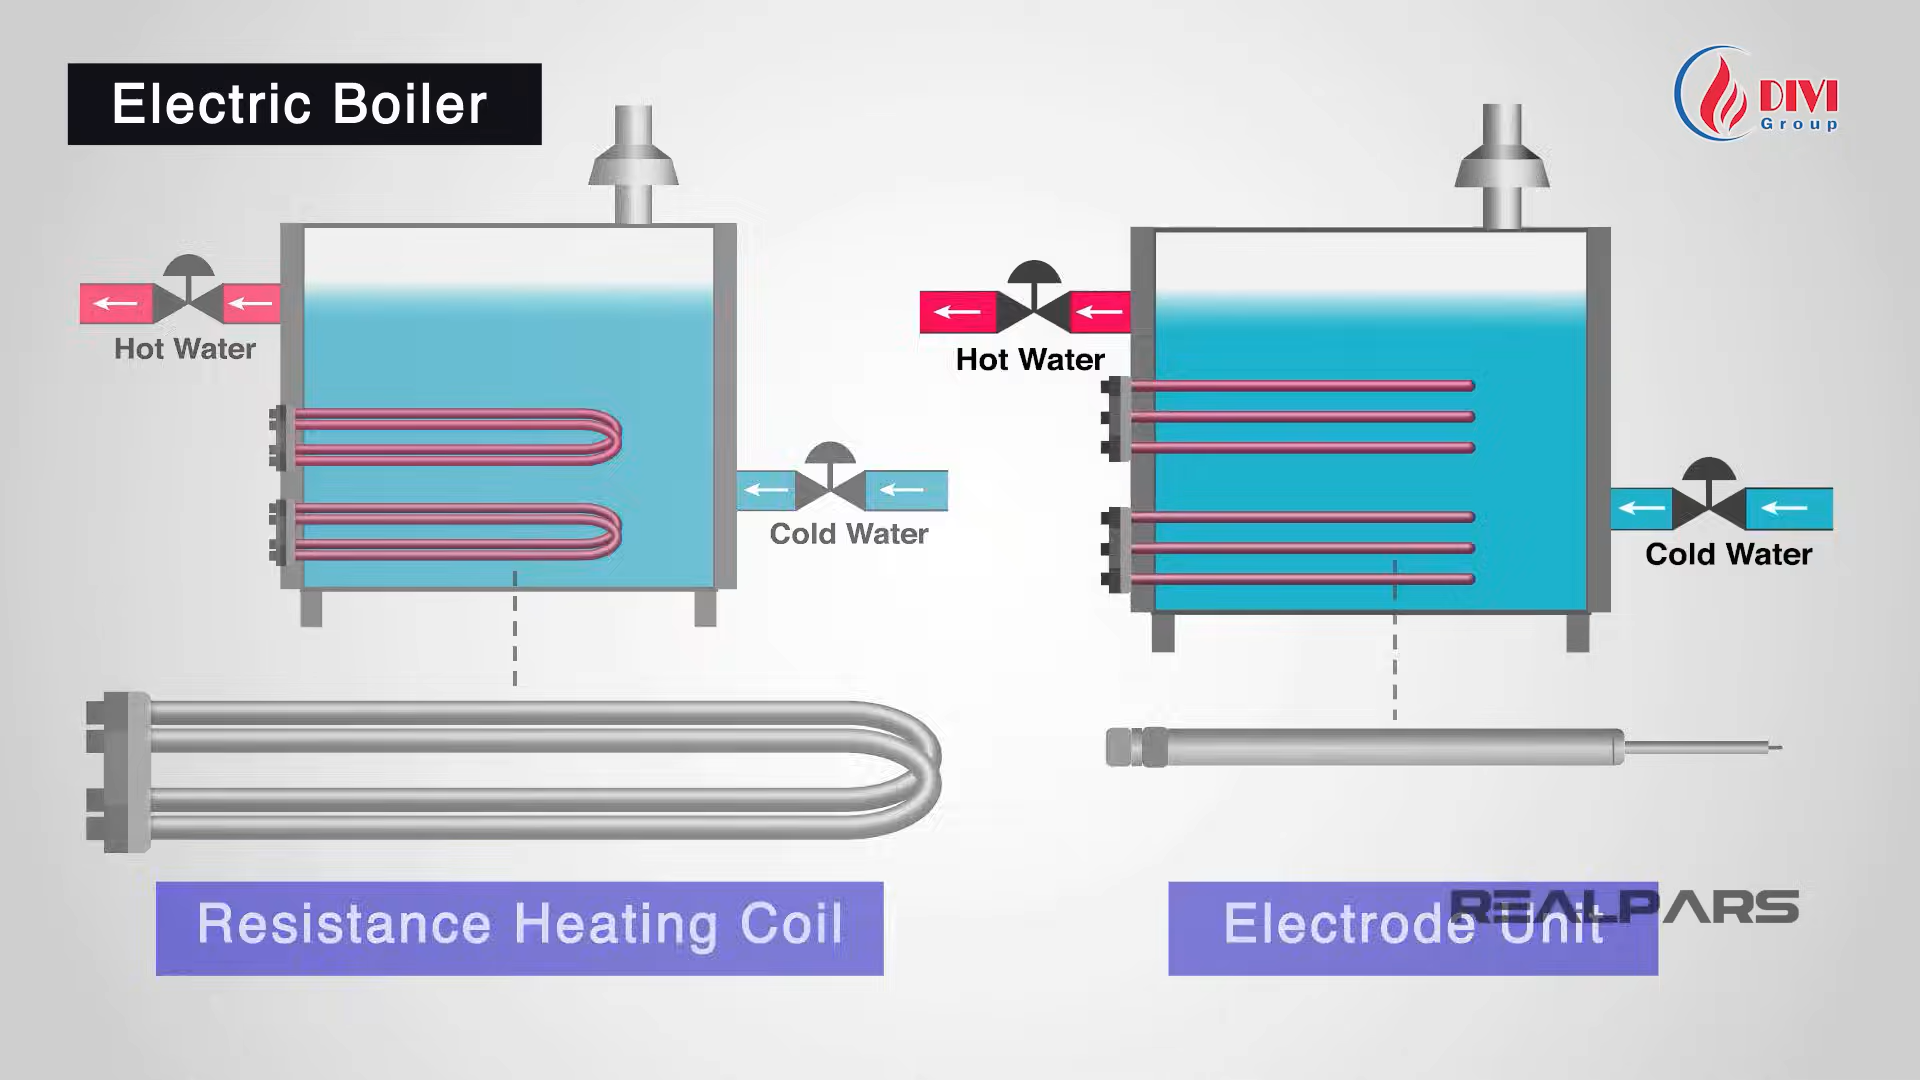 Electric Boiler
DIVI
Group
Hot Water
Cold Water
Hot Water
Cold Water
Resistance Heating Coil
Electrode Unit
REALPARS